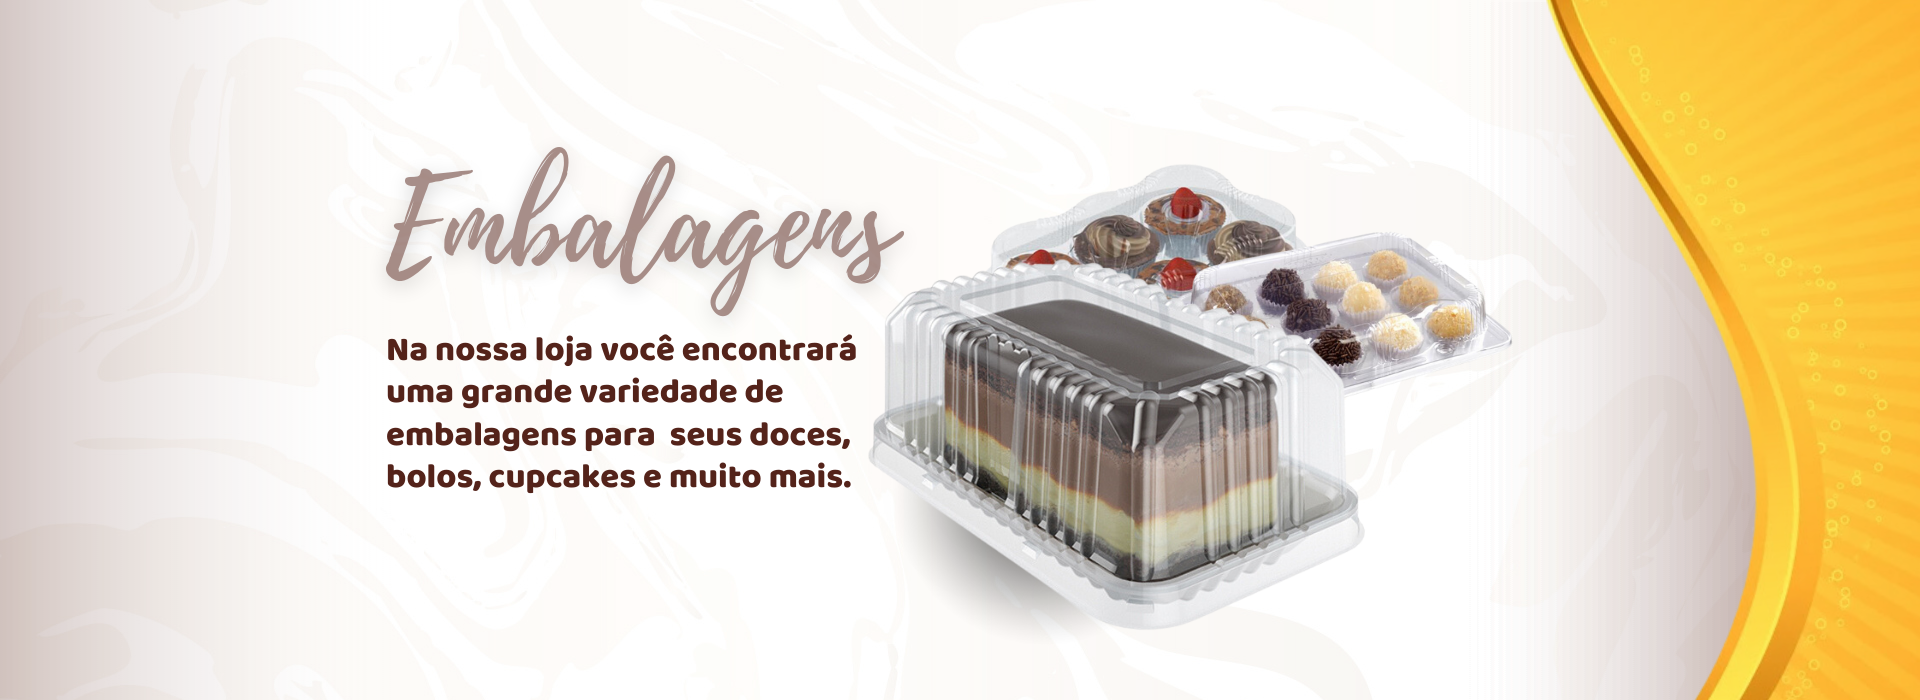 Embalagens
Na nossa loja você encontrará
uma grande variedade de
embalagens para  seus doces,
bolos, cupcakes e muito mais.